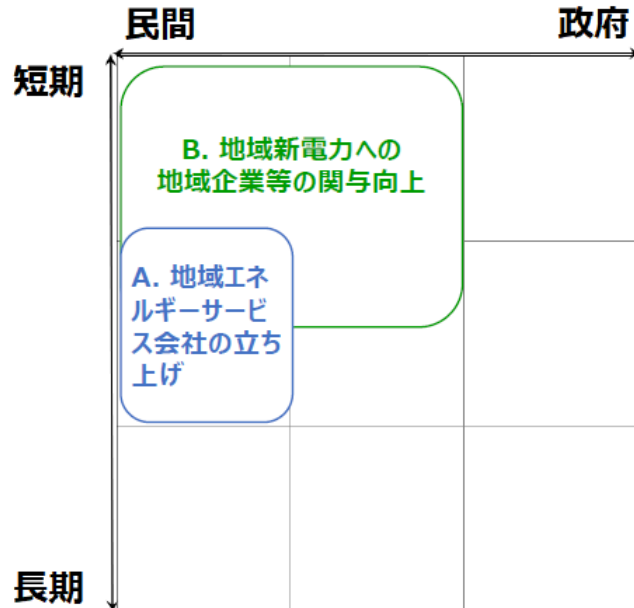 民間
政府
短期
B. 地域新電力への
地域企業等の関与向上
A. 地域エネ
ルギーサービ
ス会社の立ち
上げ
長期